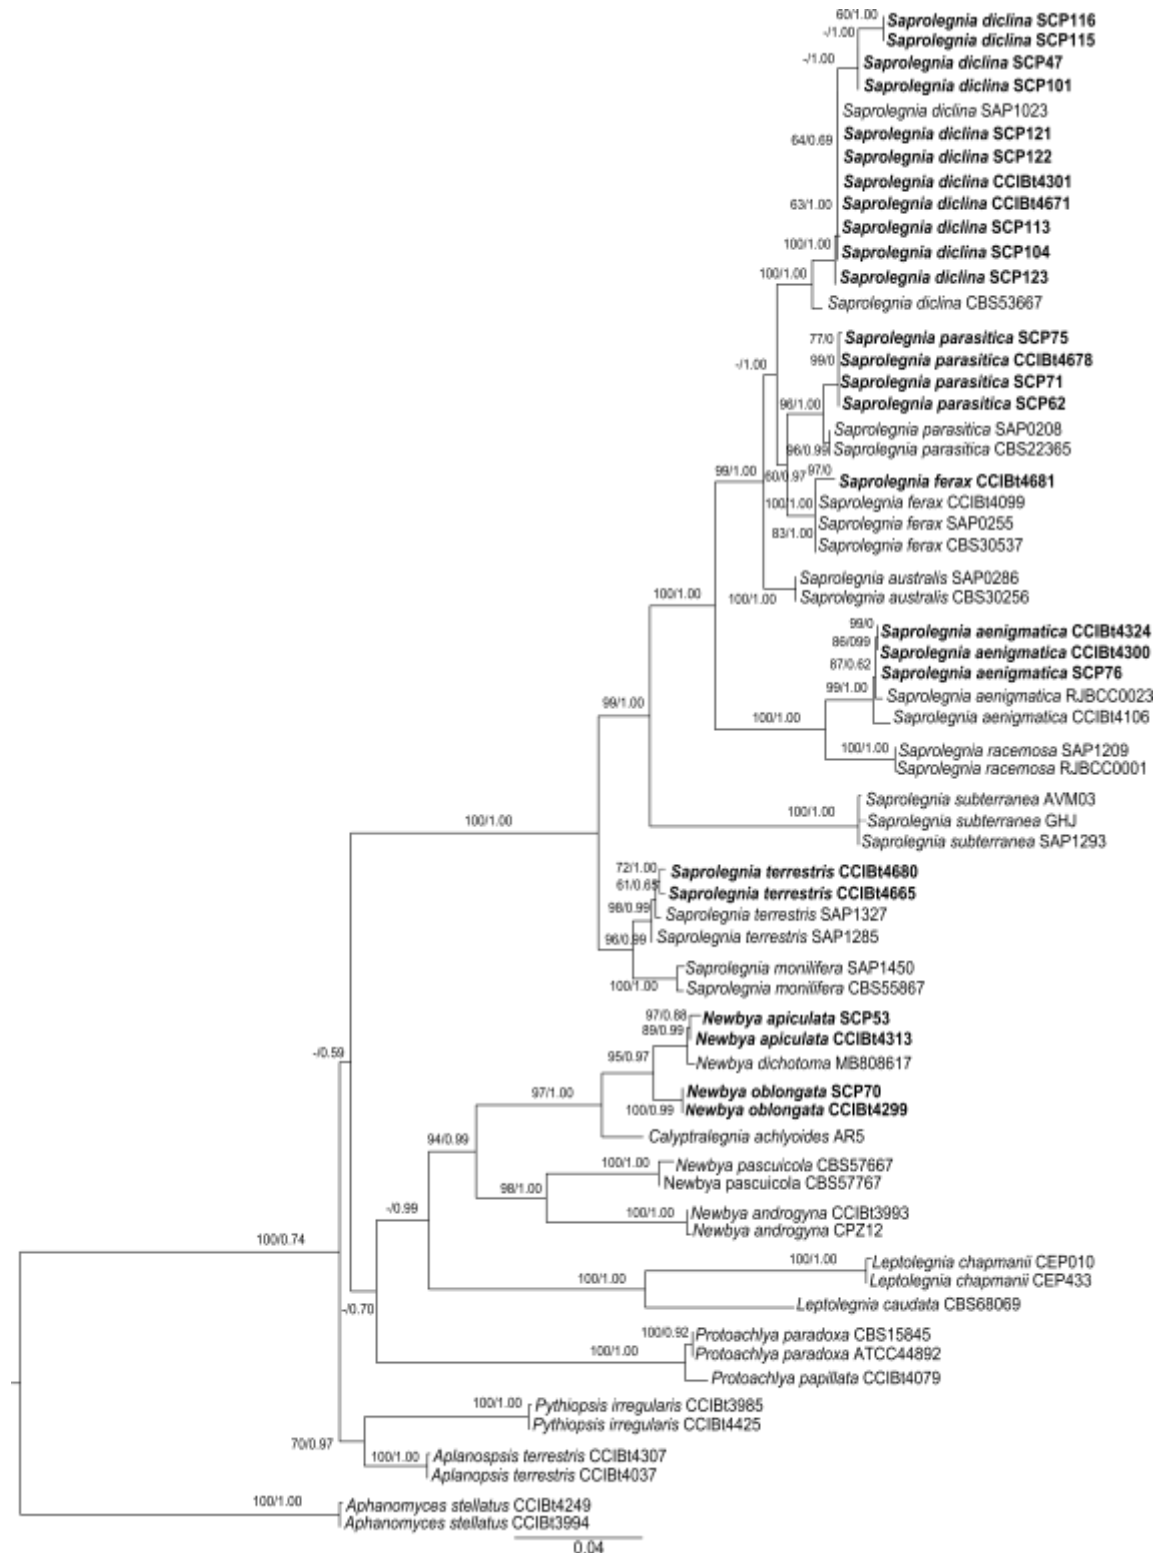 60/1.00
Saprolegnia diclina SCP116
-/1.00
Saprolegnia diclina SCP115
-/1.00
Saprolegnia diclina SCP47
Saprolegnia diclina SCP101
Saprolegnia diclina SAP1023
64/0.69
Saprolegnia diclina SCP121
Saprolegnia diclina SCP122
Saprolegnia diclina CCIBt4301
63/1.00
Saprolegnia diclina CCIBt4671
Saprolegnia diclina SCP113
100/1.00
Saprolegnia diclina SCP104
100/1.00
Saprolegnia diclina SCP123
Saprolegnia diclina CBS53667
77/0
Saprolegnia parasitica SCP75
-/1.00
99/0
Saprolegnia parasitica CCIBt4678
Saprolegnia parasitica SCP71
96/1.00
Saprolegnia parasitica SCP62
Saprolegnia parasitica SAP0208
96/0.99
Saprolegnia parasitica CBS22365
99/1.00
60/0.97
97/0
Saprolegnia ferax CCIBt4681
100/1.00
Saprolegnia ferax CCIBt4099
Saprolegnia ferax SAP0255
83/1.00
Saprolegnia ferax CBS30537
Saprolegnia australis SAP0286
100/1.00
100/1.00
Saprolegnia australis CBS30256
99/0
Saprolegnia aenigmatica CCIBt4324
86/099
Saprolegnia aenigmatica CCIBt4300
87/0.62
Saprolegnia aenigmatica SCP76
99/1.00
Saprolegnia aenigmatica RJBCC0023
99/1.00
100/1.00
Saprolegnia aenigmatica CCIBt4106
100/1.00
Saprolegnia racemosa SAP1209
Saprolegnia racemosa RJBCC0001
Saprolegnia subterranea AVM03
100/1.00
100/1.00
Saprolegnia subterranea GHJ
Saprolegnia subterranea SAP1293
72/1.00
Saprolegnia terrestris CCIBt4680
61/0.65
Saprolegnia terrestris CCIBt4665
98/0.99
Saprolegnia terrestris SAP1327
96/0.99
Saprolegnia terrestris SAP1285
Saprolegnia monilifera SAP1450
100/1.00
Saprolegnia monilifera CBS55867
97/0.88
Newbya apiculata SCP53
89/0.99
Newbya apiculata CCIBt4313
-/0.59
95/0.97
Newbya dichotoma MB808617
97/1.00
Newbya oblongata SCP70
100/0.99
Newbya oblongata CCIBt4299
94/0.99
Calyptralegnia achlyoides AR5
100/1.00
Newbya pascuicola CBS57667
98/1.00
Newbya pascuicola CBS57767
-/0.99
100/1.00
Newbya androgyna CCIBt3993
Newbya androgyna CPZ12
100/0.74
100/1.00
Leptolegnia chapmanii CEP010
100/1.00
Leptolegnia chapmanii CEP433
-/0.70
Leptolegnia caudata CBS68069
100/0.92
Protoachlya paradoxa CBS15845
100/1.00
Protoachlya paradoxa ATCC44892
Protoachlya papillata CCIBt4079
100/1.00
Pythiopsis irregularis CCIBt3985
Pythiopsis irregularis CCIBt4425
70/0.97
100/1.00
Aplanospsis terrestris CCIBt4307
Aplanopsis terrestris CCIBt4037
100/1.00
Aphanomyces stellatus CCIBt4249
Aphanomyces stellatus CCIBt3994
0.04